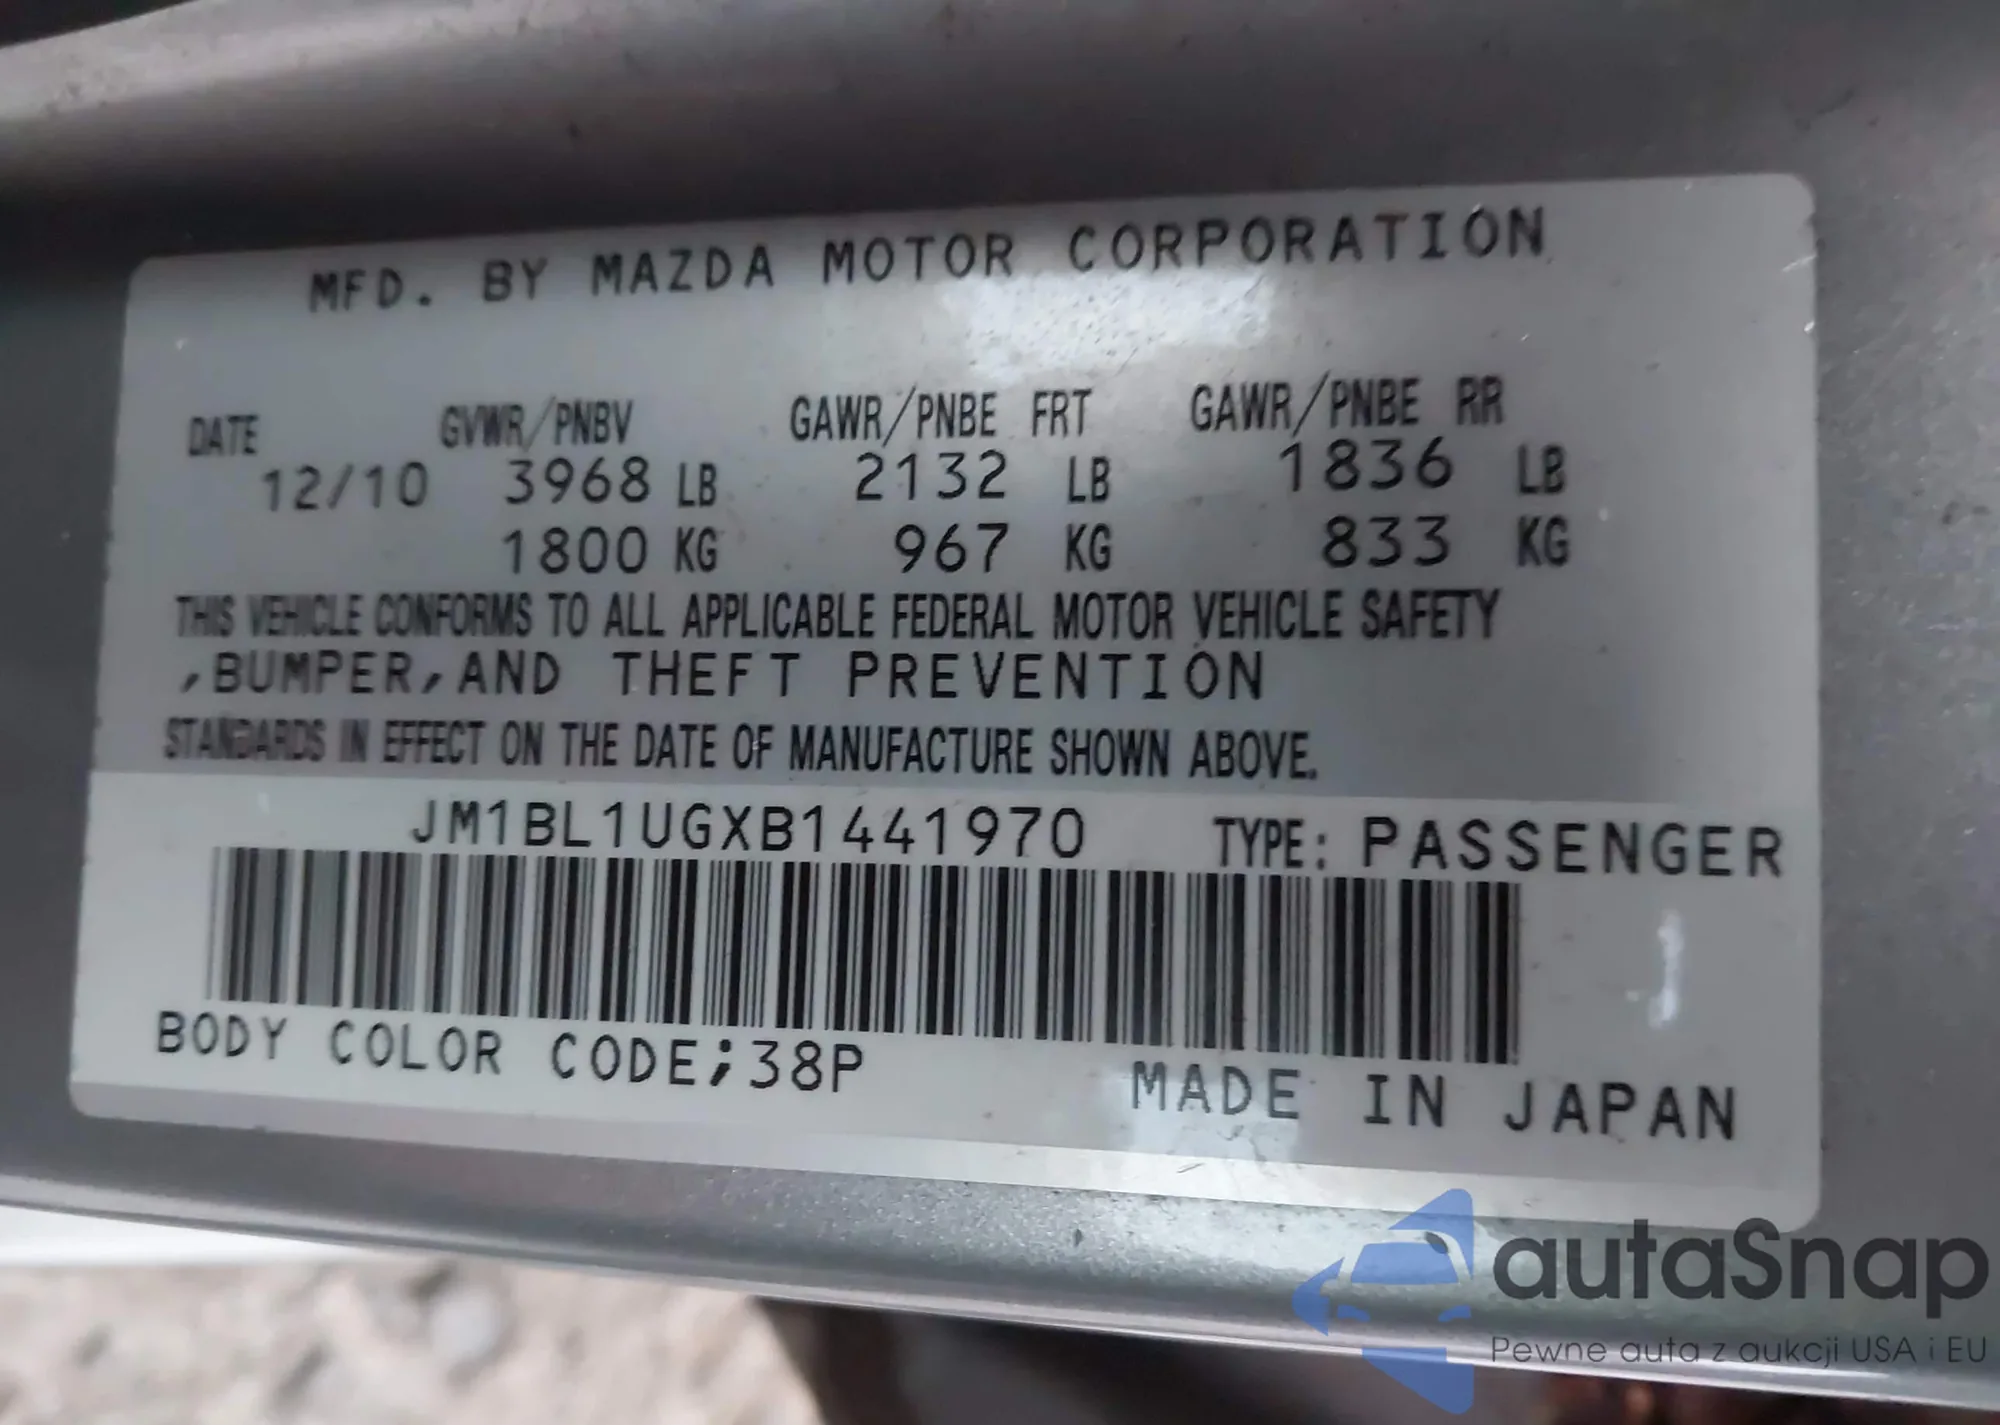 MFD. BY MAZDA MOTOR CORPORATION
DATE GVWR/PNBV GAWR/PNBE FRT GAWR/PNBE RR
12/10 3968 LB 2132 LB 1836 LB
1800 KG 967 KG 833 KG
THIS VEHICLE CONFORMS TO ALL APPLICABLE FEDERAL MOTOR VEHICLE SAFETY
,BUMPER,AND THEFT PREVENTION
STANDARDS IN EFFECT ON THE DATE OF MANUFACTURE SHOWN ABOVE.
JM1BL1UGXB1441970 TYPE: PASSENGER
BODY COLOR CODE;38P MADE IN JAPAN
autaSnap
Pewne auta z aukcji USA i EU